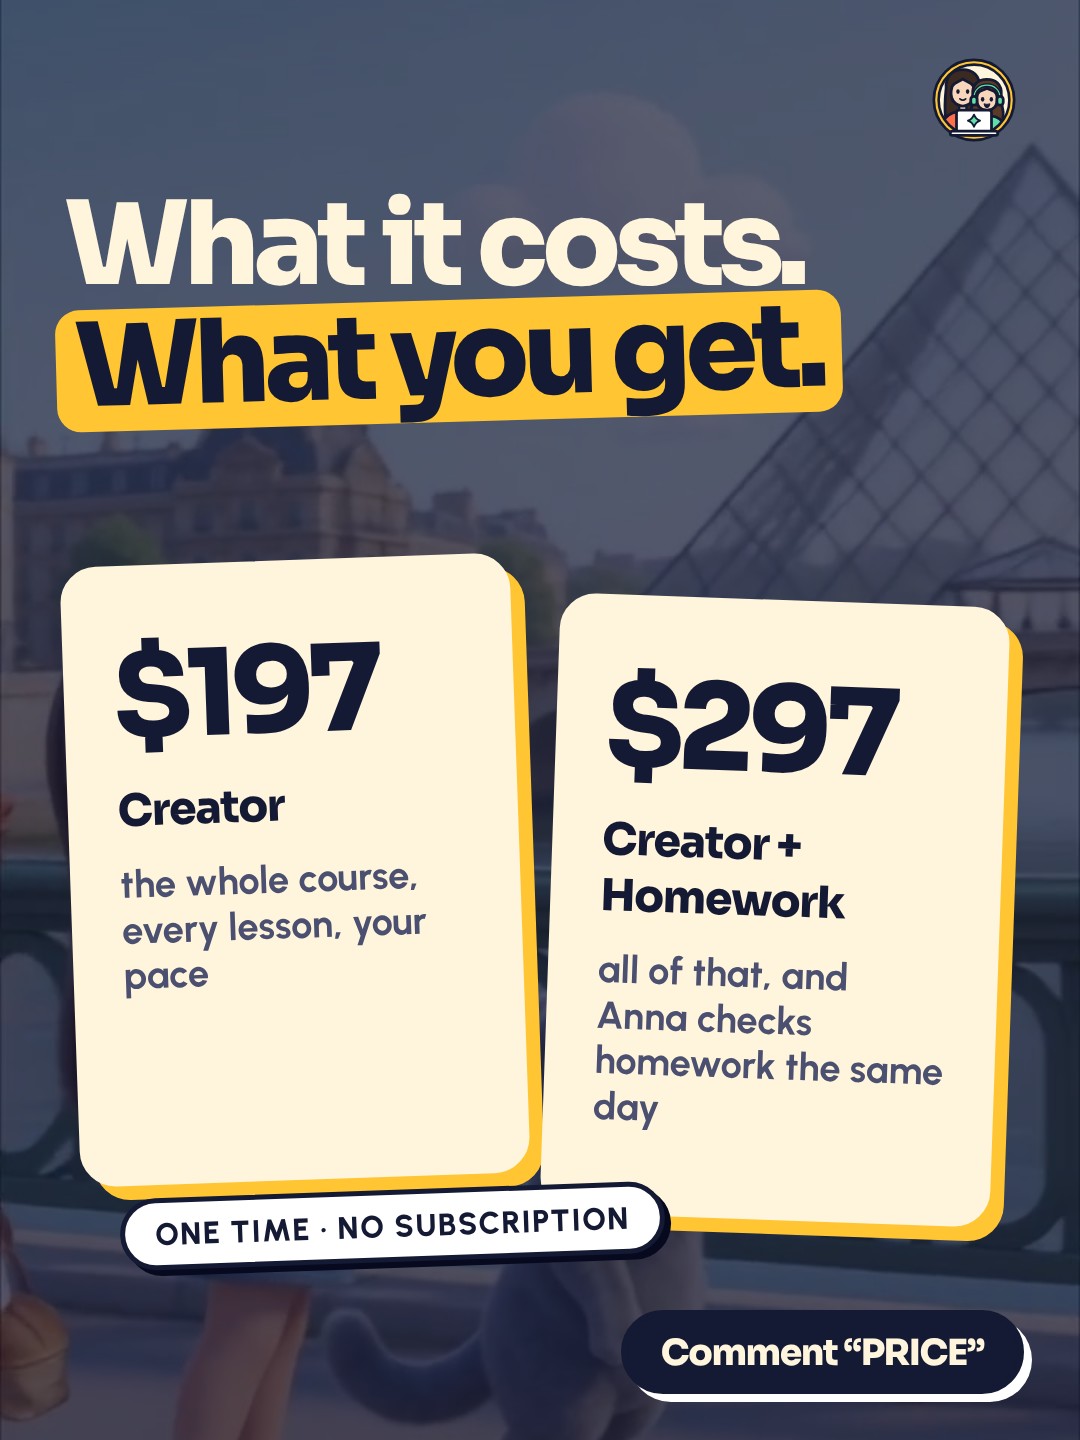 What it costs.
What you get.
$197
Creator
the whole course,
every lesson, your
pace
$297
Creator +
Homework
all of that, and
Anna checks
homework the same
day
ONE TIME · NO SUBSCRIPTION
Comment “PRICE”